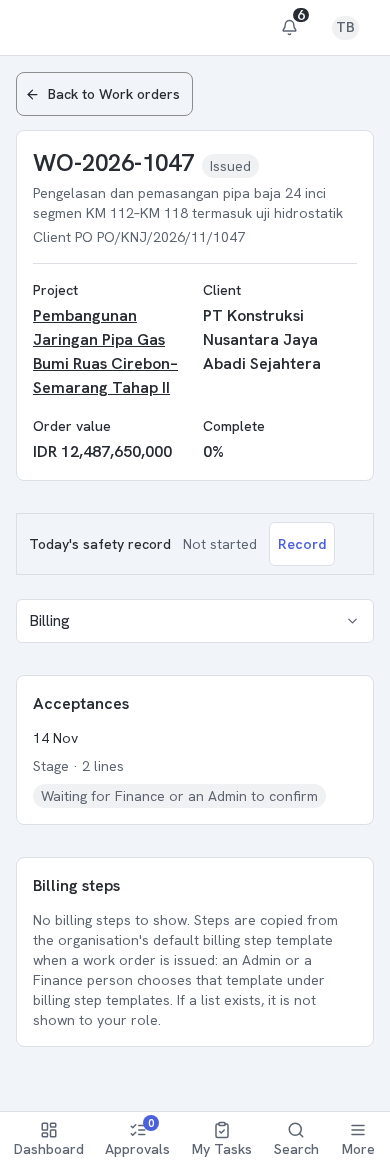 6
TB
Back to Work orders
WO-2026-1047 Issued
Pengelasan dan pemasangan pipa baja 24 inci
segmen KM 112–KM 118 termasuk uji hidrostatik
Client PO PO/KNJ/2026/11/1047
Project
Pembangunan
Jaringan Pipa Gas
Bumi Ruas Cirebon–
Semarang Tahap II
Client
PT Konstruksi
Nusantara Jaya
Abadi Sejahtera
Order value
IDR 12,487,650,000
Complete
0%
Today's safety record Not started Record
Billing
Acceptances
14 Nov
Stage · 2 lines
Waiting for Finance or an Admin to confirm
Billing steps
No billing steps to show. Steps are copied from
the organisation's default billing step template
when a work order is issued: an Admin or a
Finance person chooses that template under
billing step templates. If a list exists, it is not
shown to your role.
0
Dashboard Approvals My Tasks Search More